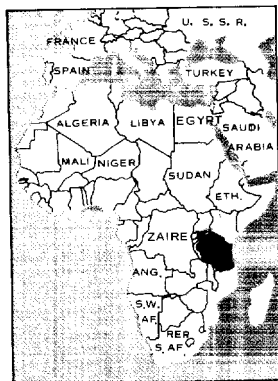 U. S. S. R.
FRANCE
SPAIN
TURKEY
ALGERIA
LIBYA
EGYPT
SAUDI
ARABIA
MALI
NIGER
SUDAN
ETH.
ZAIRE
ANG.
S.W.
AF.
REP.
S. AF.